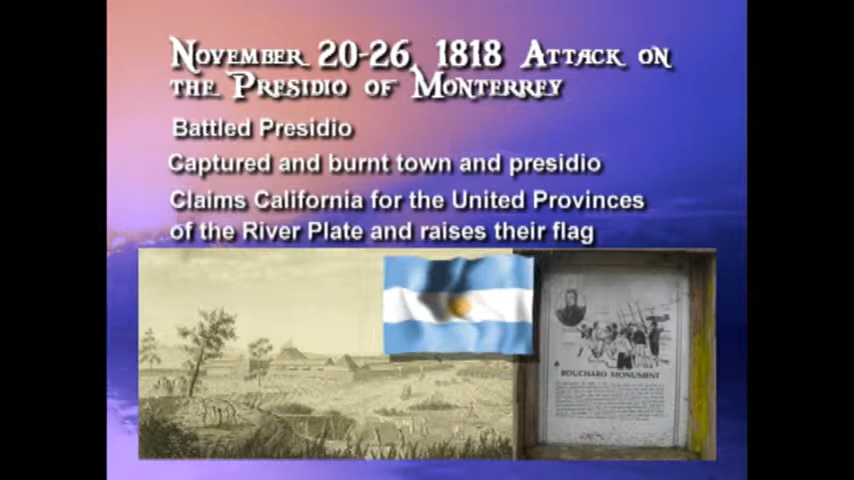 November 20-26, 1818 Attack on
the Presidio of Monterrey
Battled Presidio
Captured and burnt town and presidio
Claims California for the United Provinces
of the River Plate and raises their flag
BOUCHARD MONUMENT